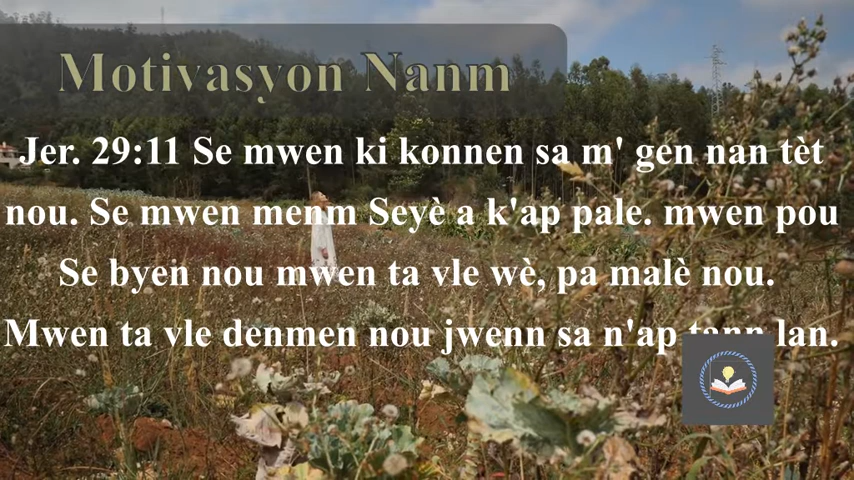 Motivasyon Nanm
Jer. 29:11 Se mwen ki konnen sa m' gen nan tèt
nou. Se mwen menm Seyè a k'ap pale. mwen pou
Se byen nou mwen ta vle wè, pa malè nou.
Mwen ta vle denmen nou jwenn sa n'ap tann lan.